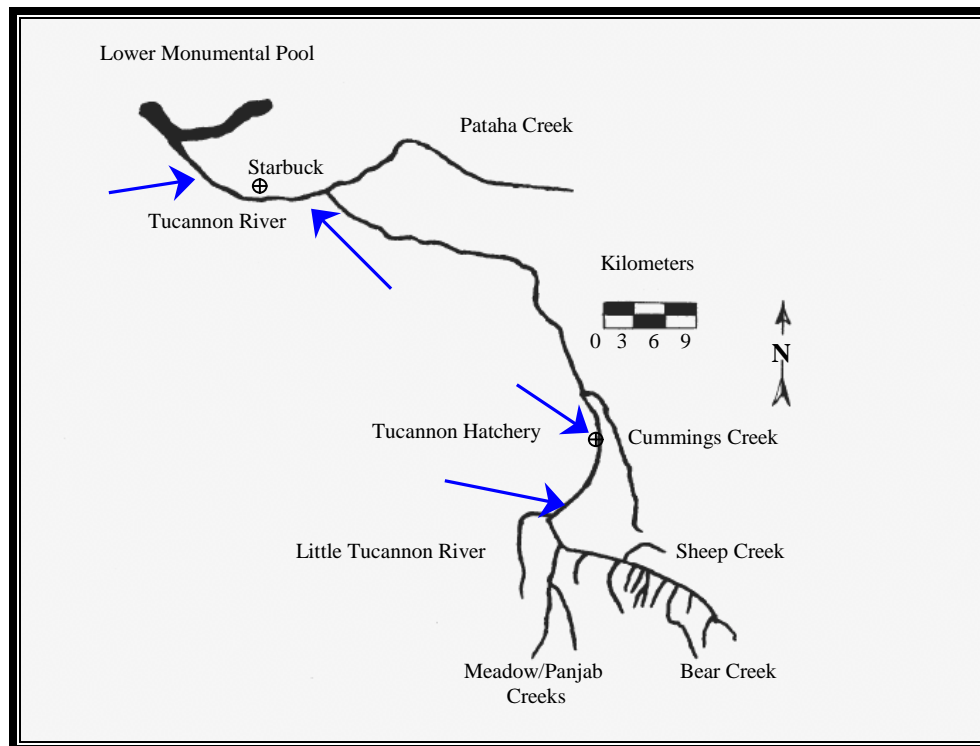 Lower Monumental Pool
Pataha Creek
Starbuck
Tucannon River
Kilometers
0 3 6 9
N
Tucannon Hatchery
Cummings Creek
Little Tucannon River
Sheep Creek
Meadow/Panjab
Creeks
Bear Creek